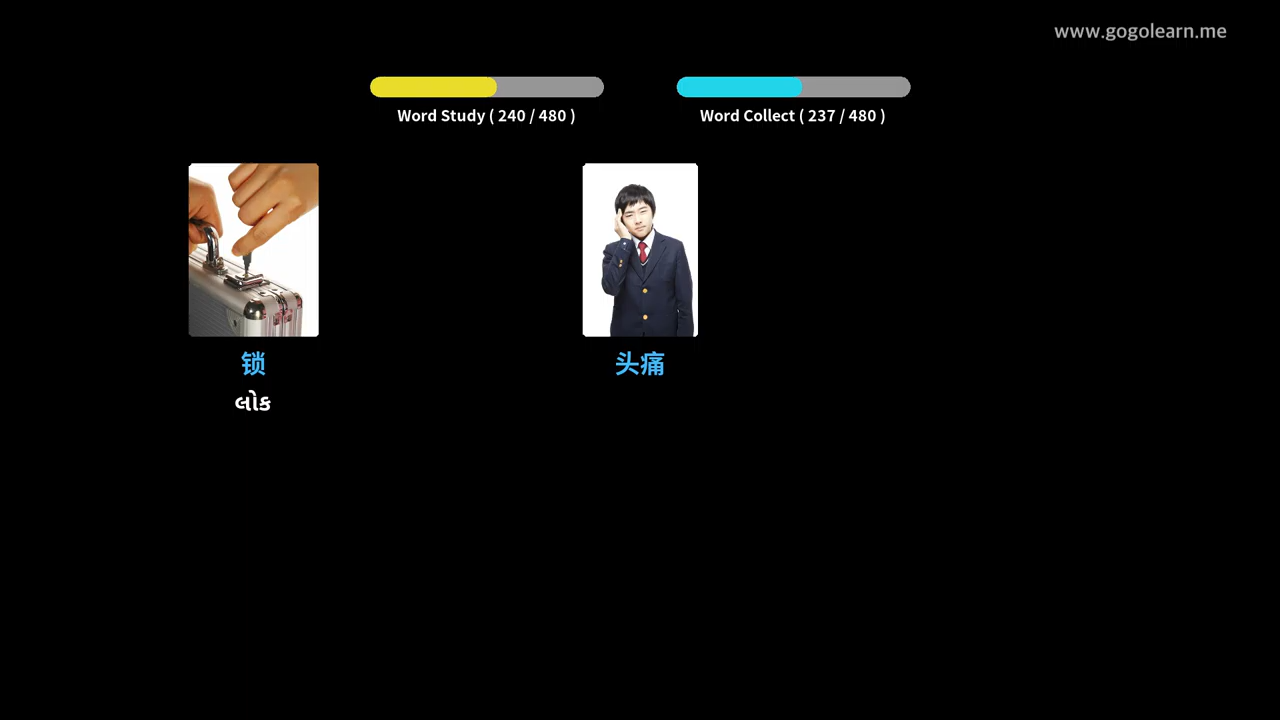 www.gogolearn.me
Word Study ( 240 / 480 )
Word Collect ( 237 / 480 )
锁
લોક
头痛